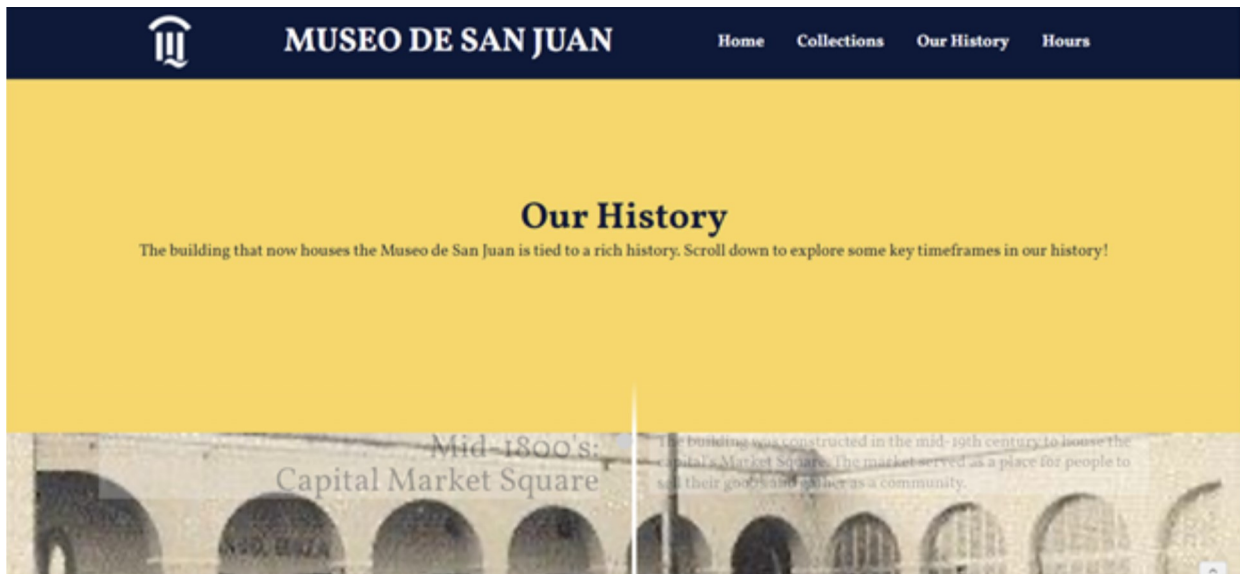 MUSEO DE SAN JUAN
Home Collections Our History Hours
Our History
The building that now houses the Museo de San Juan is tied to a rich history. Scroll down to explore some key timeframes in our history!
Mid-1800's:
Capital Market Square
The building was constructed in the mid-19th century to house the
capital's Market Square. The market served as a place for people to
sell their goods and gather as a community.